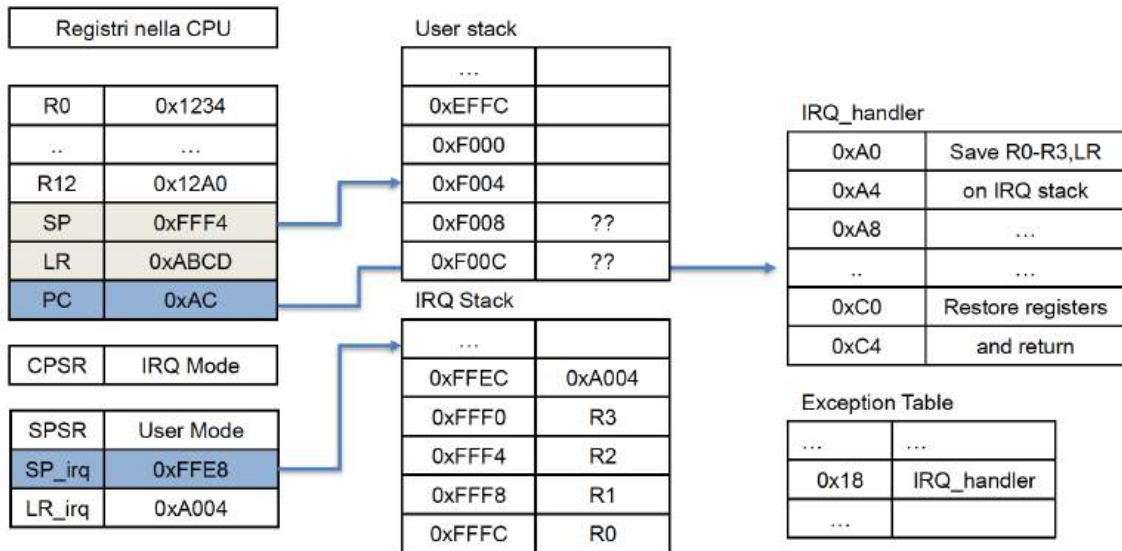 Registri nella CPU
R0 0x1234
.. ...
R12 0x12A0
SP 0xFFF4
LR 0xABCD
PC 0xAC
CPSR IRQ Mode
SPSR User Mode
SP_irq 0xFFE8
LR_irq 0xA004
User stack
...
0xEFFC
0xF000
0xF004
0xF008 ??
0xF00C ??
IRQ Stack
...
0xFFEC 0xA004
0xFFF0 R3
0xFFF4 R2
0xFFF8 R1
0xFFFC R0
IRQ_handler
0xA0 Save R0-R3,LR
0xA4 on IRQ stack
0xA8 ...
.. ...
0xC0 Restore registers
0xC4 and return
Exception Table
... ...
0x18 IRQ_handler
...